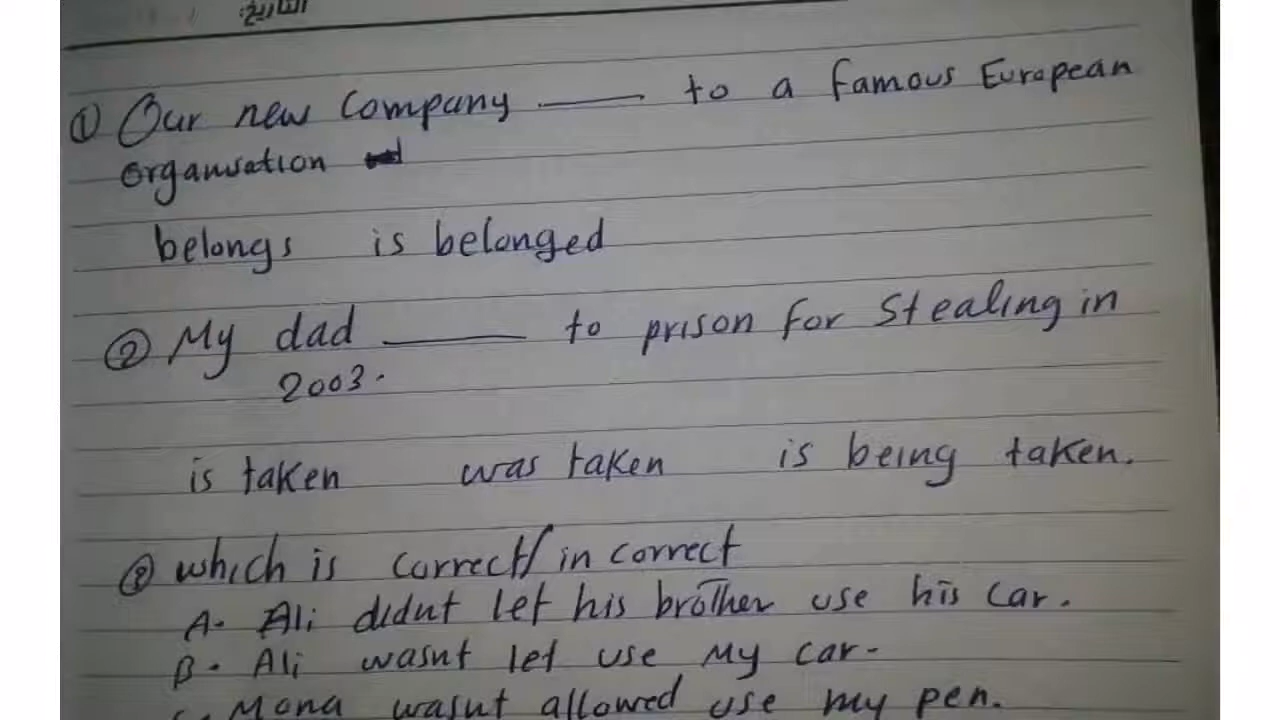 التاريخ:
① Our new company ____ to a famous European
organisation
belongs is belonged
② My dad ____ to prison for stealing in
2003.
is taken was taken is being taken.
③ which is correct/in correct
A- Ali didnt let his brother use his car.
B- Ali wasnt let use my car-
C- Mona wasnt allowed use my pen.